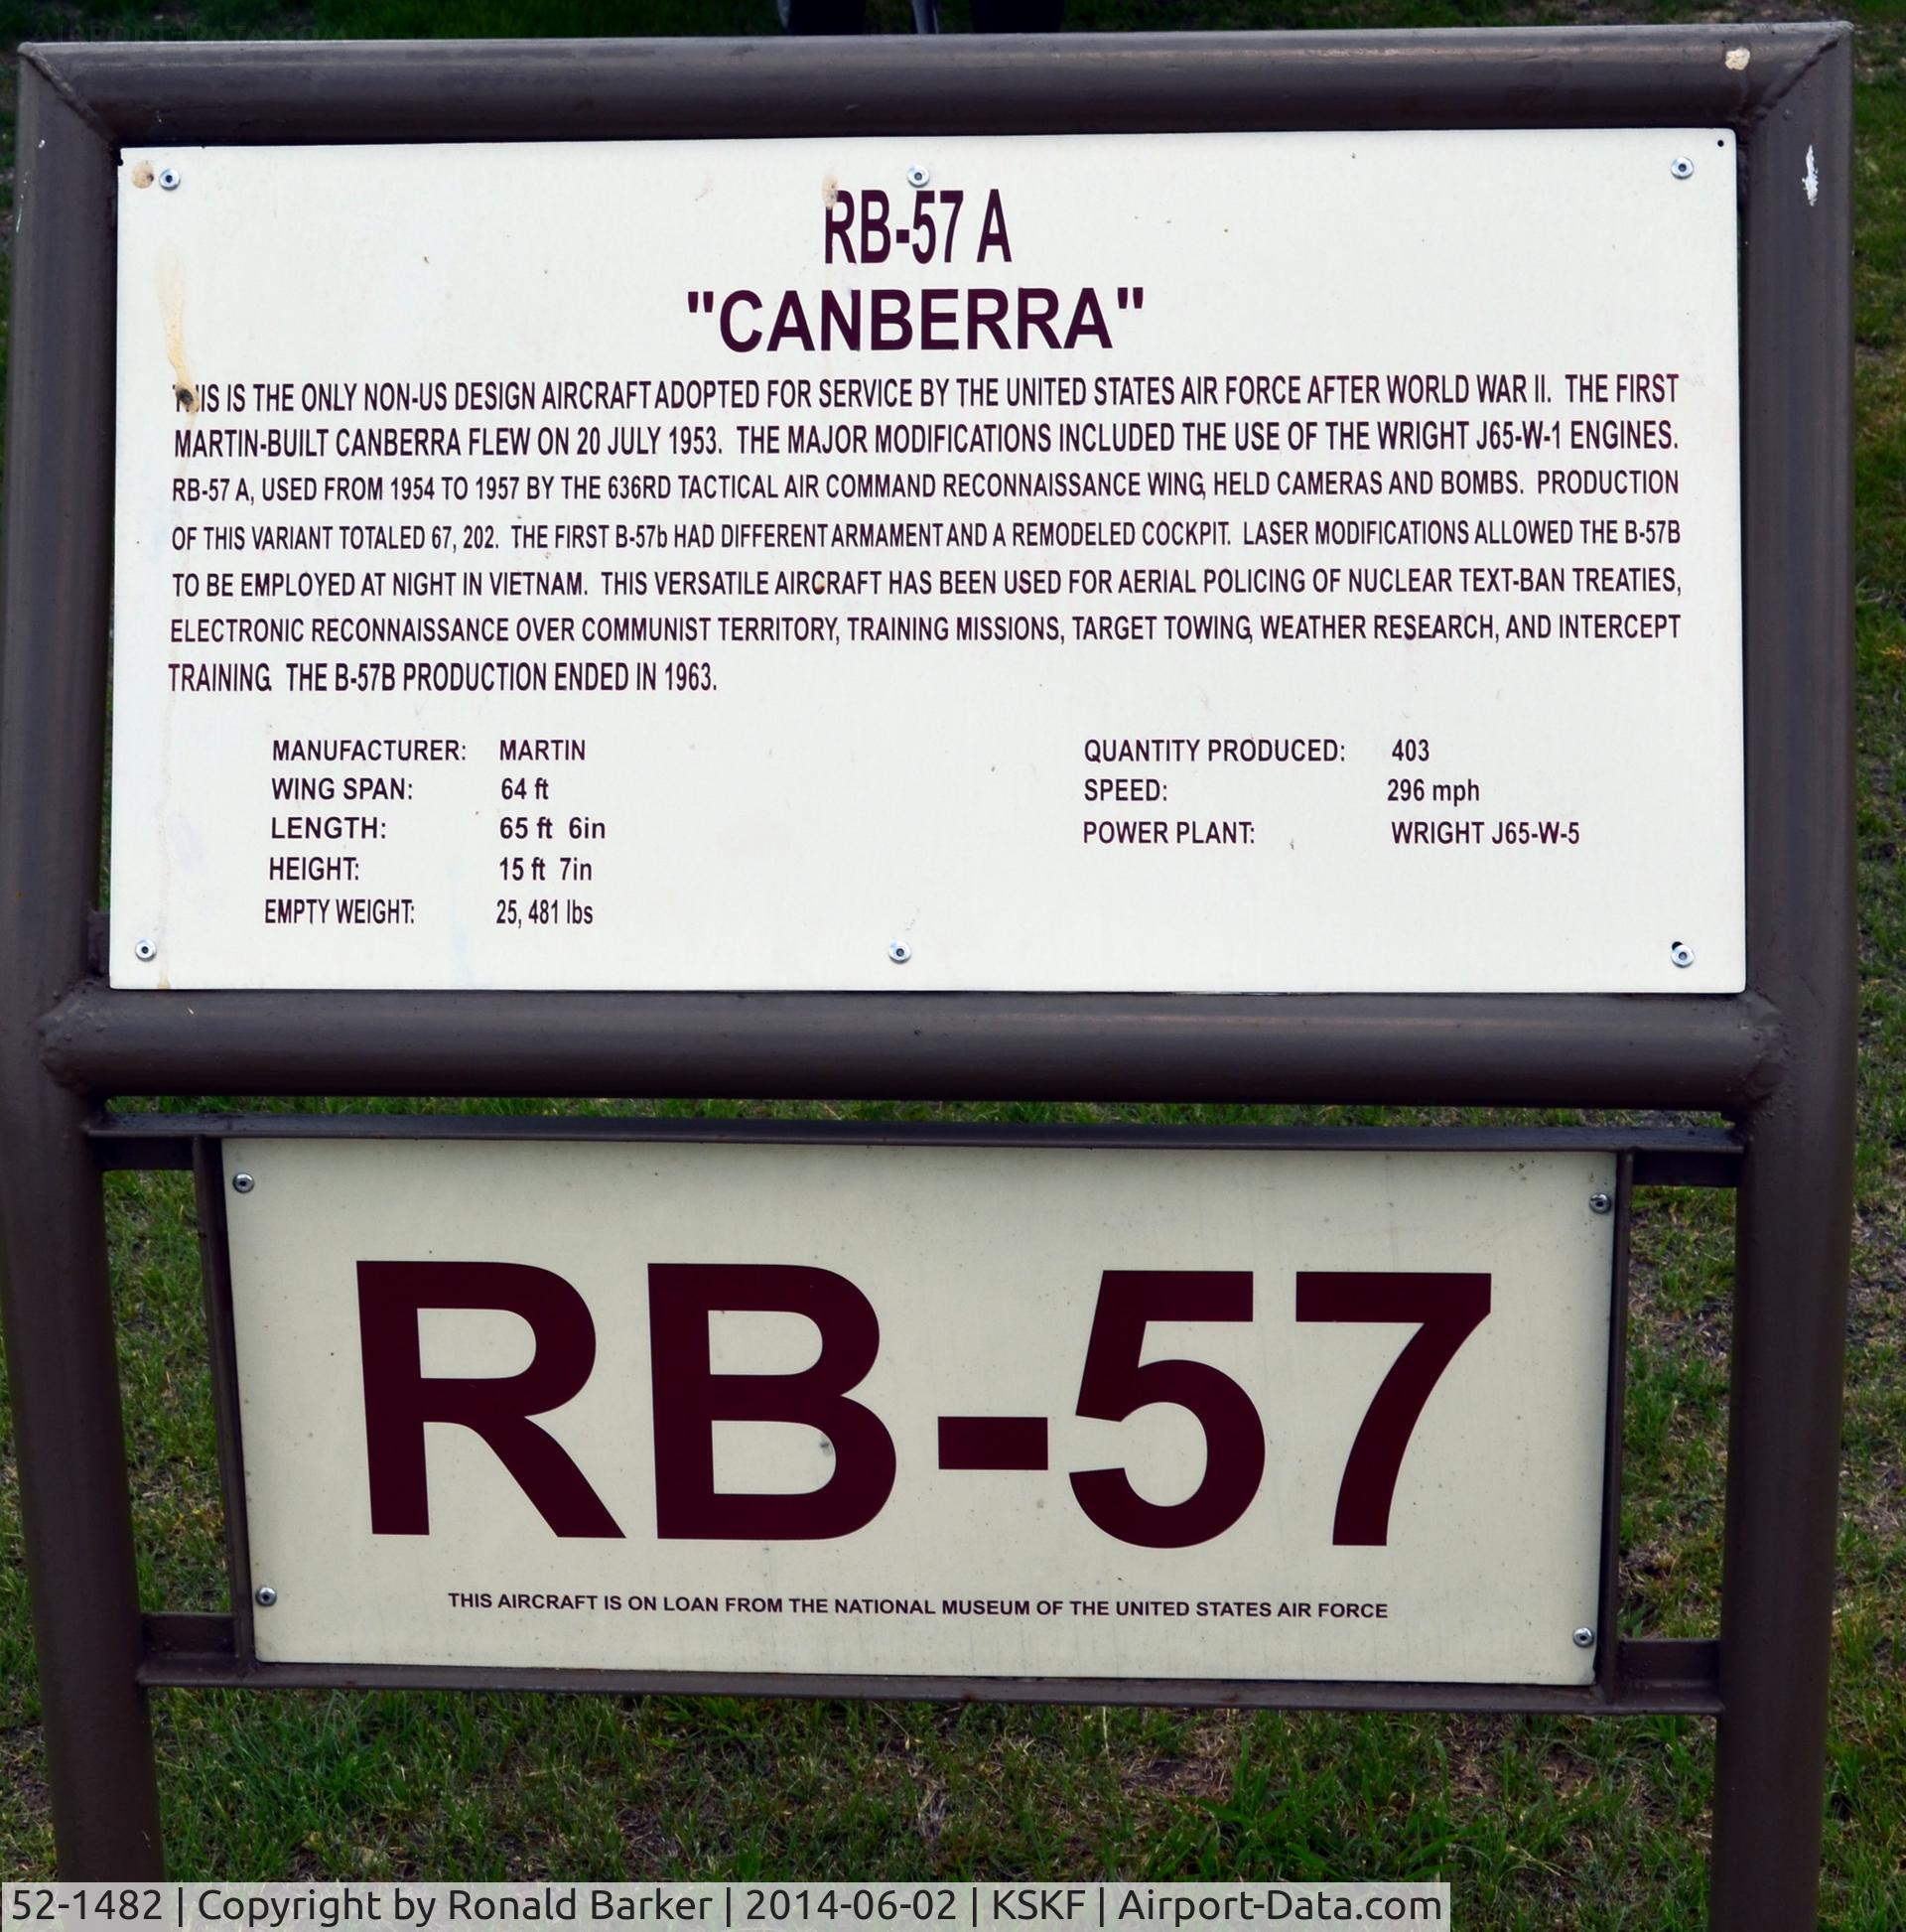 RB-57 A
"CANBERRA"
THIS IS THE ONLY NON-US DESIGN AIRCRAFT ADOPTED FOR SERVICE BY THE UNITED STATES AIR FORCE AFTER WORLD WAR II. THE FIRST
MARTIN-BUILT CANBERRA FLEW ON 20 JULY 1953. THE MAJOR MODIFICATIONS INCLUDED THE USE OF THE WRIGHT J65-W-1 ENGINES.
RB-57 A, USED FROM 1954 TO 1957 BY THE 636RD TACTICAL AIR COMMAND RECONNAISSANCE WING, HELD CAMERAS AND BOMBS. PRODUCTION
OF THIS VARIANT TOTALED 67, 202. THE FIRST B-57b HAD DIFFERENT ARMAMENT AND A REMODELED COCKPIT. LASER MODIFICATIONS ALLOWED THE B-57B
TO BE EMPLOYED AT NIGHT IN VIETNAM. THIS VERSATILE AIRCRAFT HAS BEEN USED FOR AERIAL POLICING OF NUCLEAR TEXT-BAN TREATIES,
ELECTRONIC RECONNAISSANCE OVER COMMUNIST TERRITORY, TRAINING MISSIONS, TARGET TOWING, WEATHER RESEARCH, AND INTERCEPT
TRAINING. THE B-57B PRODUCTION ENDED IN 1963.
MANUFACTURER: MARTIN
WING SPAN: 64 ft
LENGTH: 65 ft 6in
HEIGHT: 15 ft 7in
EMPTY WEIGHT: 25, 481 lbs
QUANTITY PRODUCED: 403
SPEED: 296 mph
POWER PLANT: WRIGHT J65-W-5
RB-57
THIS AIRCRAFT IS ON LOAN FROM THE NATIONAL MUSEUM OF THE UNITED STATES AIR FORCE
52-1482 | Copyright by Ronald Barker | 2014-06-02 | KSKF | Airport-Data.com
AIRPORT-DATA.COM